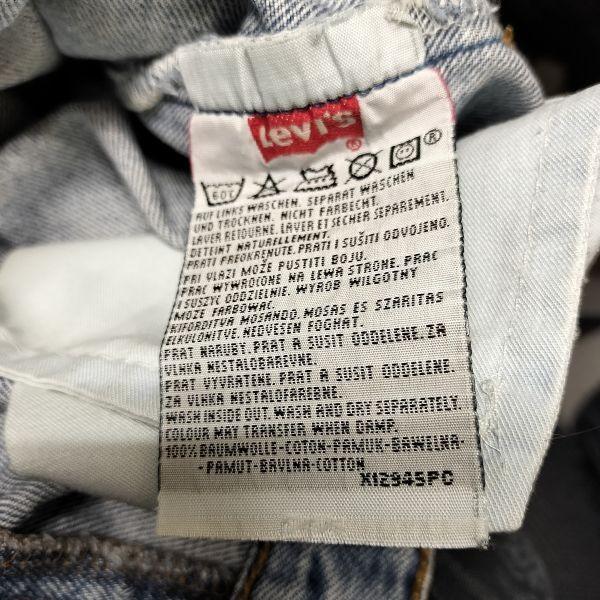 Levi's
®
60C ®
AUF LINKS WASCHEN. SEPARAT WASCHEN
UND TROCKNEN. NICHT FARBECHT.
LAVER RETOURNE. LAVER ET SECHER SEPAREMENT.
DETEINT NATURELLEMENT.
PRATI PREOKRENUTE. PRATI I SUŠITI ODVOJENO.
PRI VLAZI MOŽE PUSTITI BOJU.
PRAC WYWROCONE NA LEWA STRONE. PRAC
I SUSZYC ODDZIELNIE. WYROB WILGOTNY
MOZE FARBOWAC.
KIFORDITVA MOSANDO. MOSAS ES SZARITAS
ELKULONITVE. NEDVESEN FOGHAT.
PRAT NARUBY. PRAT A SUSIT ODDELENE. ZA
VLHKA NESTALOBAREVNE.
PRAT VYVRATENE. PRAT A SUSIT ODDELENE.
ZA VLHKA NESTALOFAREBNE.
WASH INSIDE OUT. WASH AND DRY SEPARATELY.
COLOUR MAY TRANSFER WHEN DAMP.
100% BAUMWOLLE-COTON-PAMUK-BAWELNA-
-PAMUT-BAVLNA-COTTON
X12945PC